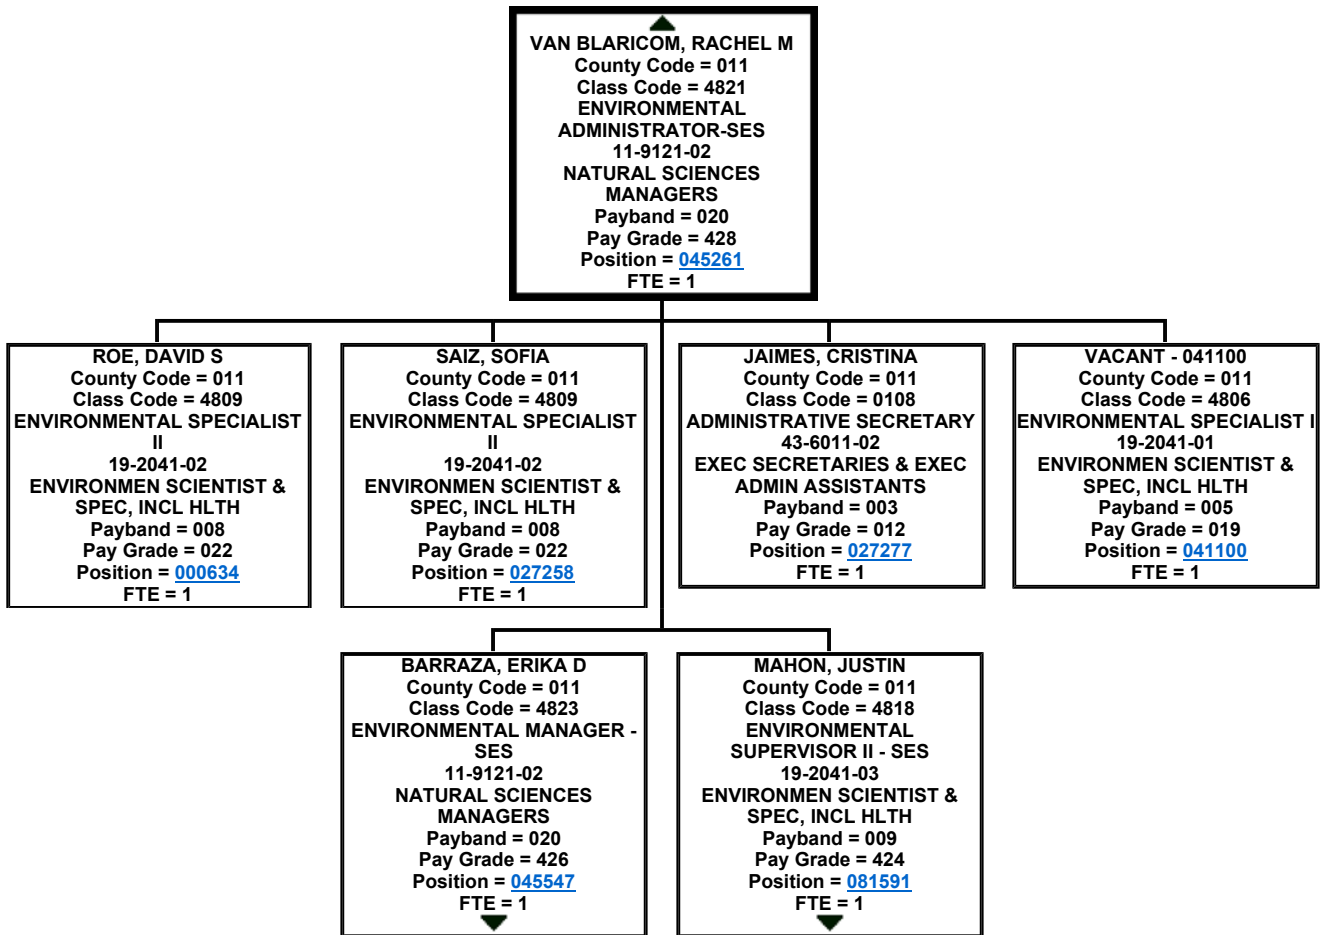 VAN BLARICOM, RACHEL M
County Code = 011
Class Code = 4821
ENVIRONMENTAL
ADMINISTRATOR-SES
11-9121-02
NATURAL SCIENCES
MANAGERS
Payband = 020
Pay Grade = 428
Position = 045261
FTE = 1
ROE, DAVID S
County Code = 011
Class Code = 4809
ENVIRONMENTAL SPECIALIST
II
19-2041-02
ENVIRONMEN SCIENTIST &
SPEC, INCL HLTH
Payband = 008
Pay Grade = 022
Position = 000634
FTE = 1
SAIZ, SOFIA
County Code = 011
Class Code = 4809
ENVIRONMENTAL SPECIALIST
II
19-2041-02
ENVIRONMEN SCIENTIST &
SPEC, INCL HLTH
Payband = 008
Pay Grade = 022
Position = 027258
FTE = 1
JAIMES, CRISTINA
County Code = 011
Class Code = 0108
ADMINISTRATIVE SECRETARY
43-6011-02
EXEC SECRETARIES & EXEC
ADMIN ASSISTANTS
Payband = 003
Pay Grade = 012
Position = 027277
FTE = 1
VACANT - 041100
County Code = 011
Class Code = 4806
ENVIRONMENTAL SPECIALIST I
19-2041-01
ENVIRONMEN SCIENTIST &
SPEC, INCL HLTH
Payband = 005
Pay Grade = 019
Position = 041100
FTE = 1
BARRAZA, ERIKA D
County Code = 011
Class Code = 4823
ENVIRONMENTAL MANAGER -
SES
11-9121-02
NATURAL SCIENCES
MANAGERS
Payband = 020
Pay Grade = 426
Position = 045547
FTE = 1
MAHON, JUSTIN
County Code = 011
Class Code = 4818
ENVIRONMENTAL
SUPERVISOR II - SES
19-2041-03
ENVIRONMEN SCIENTIST &
SPEC, INCL HLTH
Payband = 009
Pay Grade = 424
Position = 081591
FTE = 1